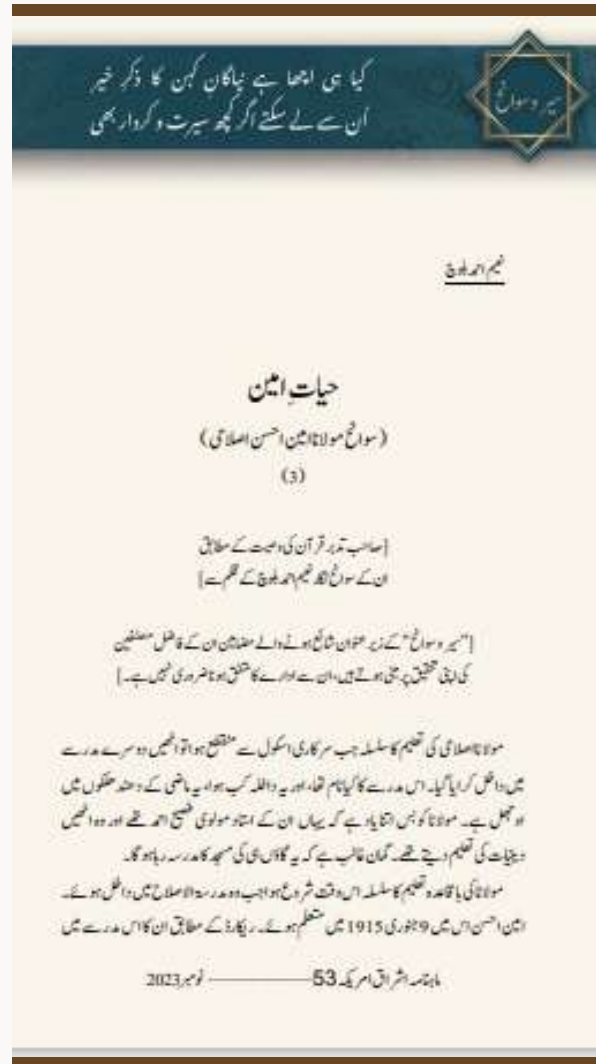 کیا ہی اچھا ہے نیاگان کہن کا ذکر خیر
اُن سے لے سکتے اگر کچھ سیرت و کردار بھی
سیر و سوانح
نعیم احمد بلوچ
حیاتِ امین
(سوانح مولانا امین احسن اصلاحی)
(3)
[صاحب تدبر قرآن کی وصیت کے مطابق
ان کے سوانح نگار نعیم احمد بلوچ کے قلم سے]
["سیر و سوانح" کے زیر عنوان شائع ہونے والے مضامین ان کے فاضل مصنفین
کی اپنی تحقیق پر مبنی ہوتے ہیں، ان سے ادارے کا متفق ہونا ضروری نہیں ہے۔]
مولانا اصلاحی کی تعلیم کا سلسلہ جب سرکاری اسکول سے منقطع ہوا تو انھیں دوسرے مدرسے
میں داخل کرایا گیا۔ اس مدرسے کا کیا نام تھا، اور یہ داخلہ کب ہوا، یہ ماضی کے دھندلکوں میں
اوجھل ہے۔ مولانا کو بس اتنا یاد ہے کہ یہاں ان کے استاد مولوی فصیح احمد تھے اور وہ انھیں
دینیات کی تعلیم دیتے تھے۔ گمان غالب ہے کہ یہ گاؤں ہی کی مسجد کا مدرسہ رہا ہو گا۔
مولانا کی باقاعدہ تعلیم کا سلسلہ اس وقت شروع ہوا جب وہ مدرسۃ الاصلاح میں داخل ہوئے۔
امین احسن اس میں 9 جنوری 1915 میں متعلم ہوئے۔ ریکارڈ کے مطابق ان کا اس مدرسے میں
ماہنامہ اشراق امریکہ 53 ———— نومبر 2023